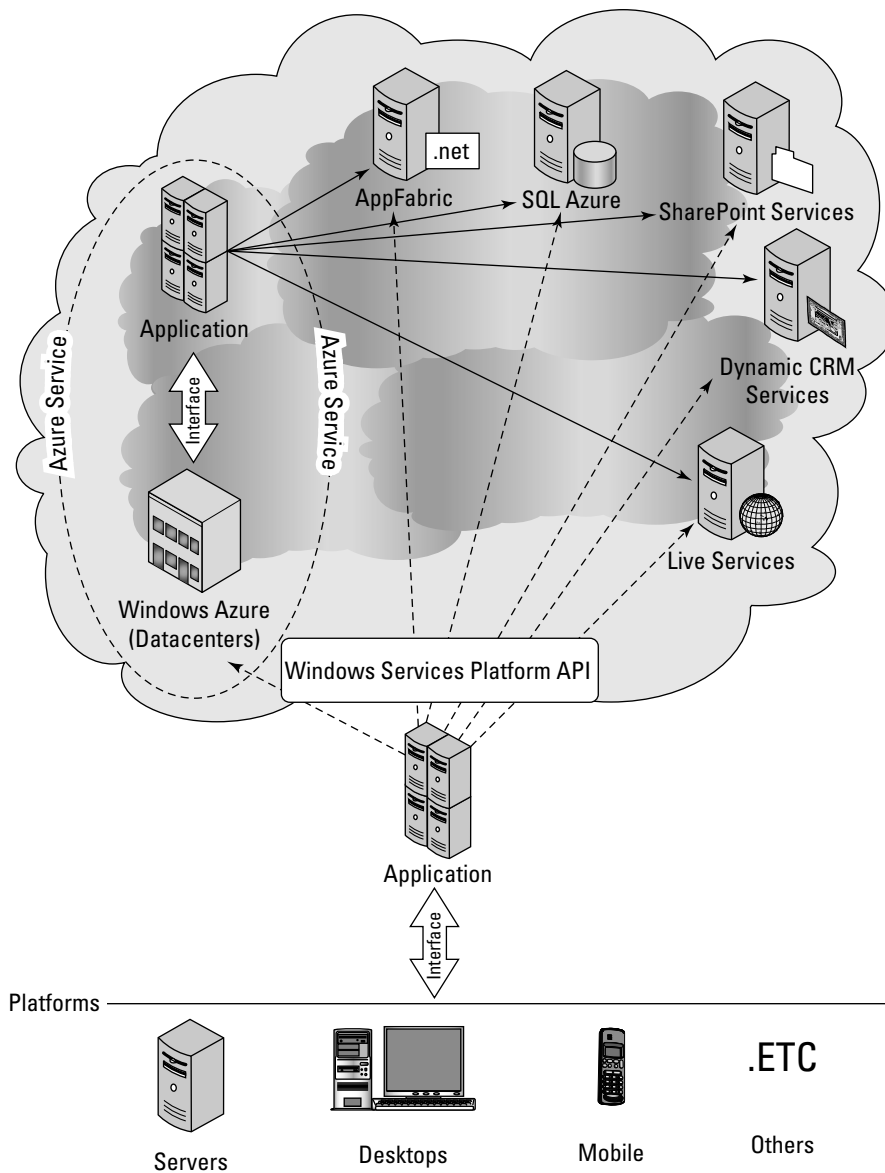 .net
AppFabric
SQL Azure
SharePoint Services
Application
Azure Service
Interface
Azure Service
Dynamic CRM
Services
Live Services
Windows Azure
(Datacenters)
Windows Services Platform API
Application
Interface
Platforms
.ETC
Servers
Desktops
Mobile
Others